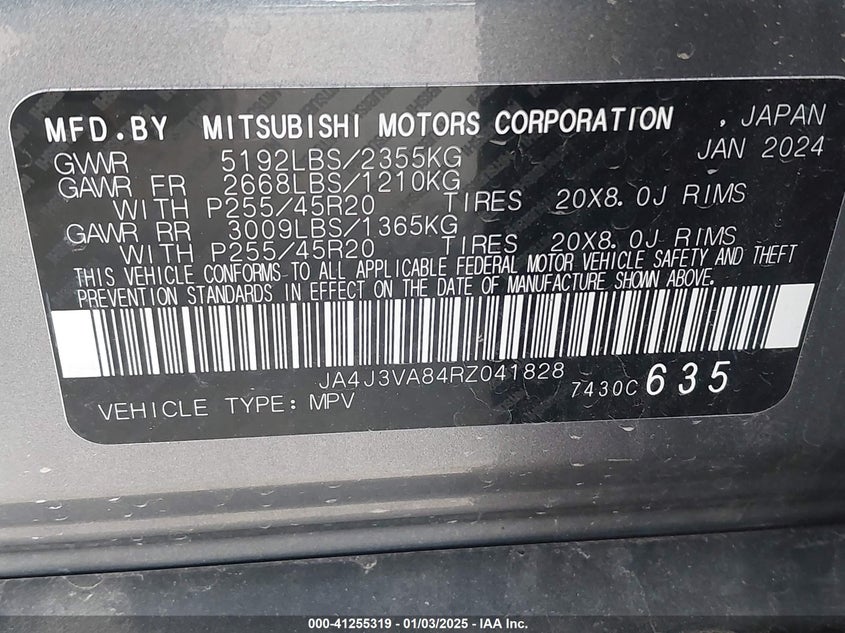 MFD.BY MITSUBISHI MOTORS CORPORATION , JAPAN
GVWR 5192LBS/2355KG JAN 2024
GAWR FR 2668LBS/1210KG
WITH P255/45R20 TIRES 20X8.0J RIMS
GAWR RR 3009LBS/1365KG
WITH P255/45R20 TIRES 20X8.0J RIMS
THIS VEHICLE CONFORMS TO ALL APPLICABLE FEDERAL MOTOR VEHICLE SAFETY AND THEFT
PREVENTION STANDARDS IN EFFECT ON THE DATE OF MANUFACTURE SHOWN ABOVE.
JA4J3VA84RZ041828 7430C 635
VEHICLE TYPE: MPV
000-41255319 - 01/03/2025 - IAA, Inc.